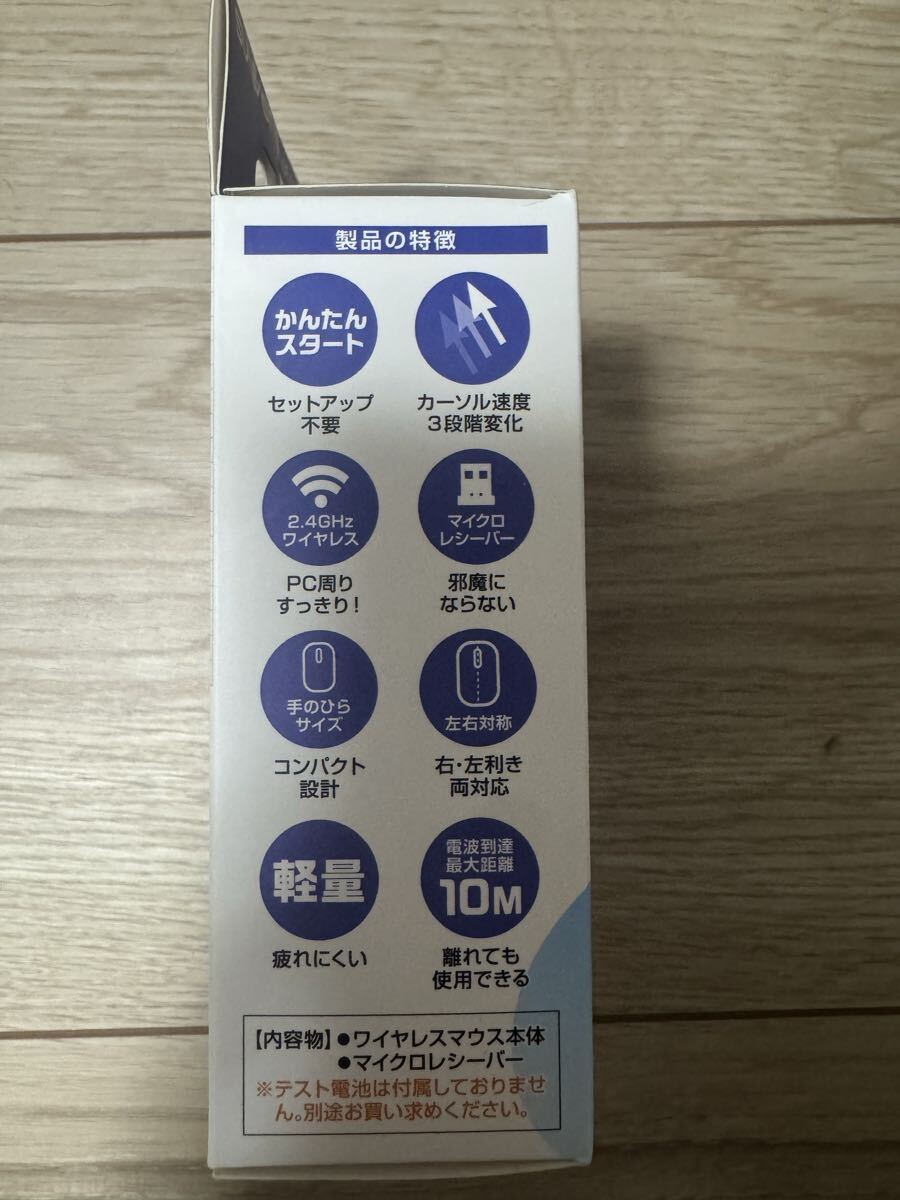 製品の特徴
かんたん
スタート
セットアップ
不要
カーソル速度
3段階変化
2.4GHz
ワイヤレス
PC周り
すっきり!
マイクロ
レシーバー
邪魔に
ならない
手のひら
サイズ
コンパクト
設計
左右対称
右・左利き
両対応
軽量
疲れにくい
電波到達
最大距離
10M
離れても
使用できる
【内容物】●ワイヤレスマウス本体
●マイクロレシーバー
※テスト電池は付属しておりませ
ん。別途お買い求めください。